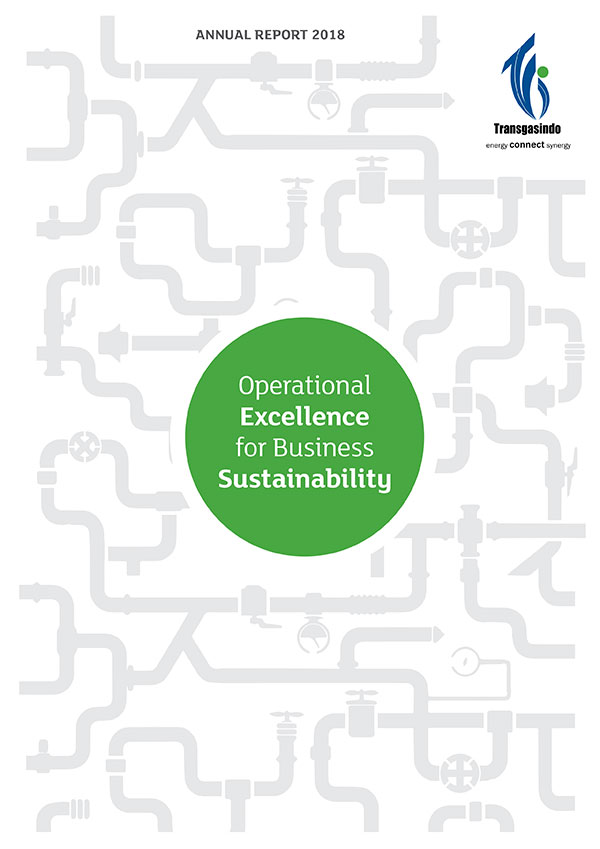 ANNUAL REPORT 2018
Transgasindo
energy connect synergy
Operational
Excellence
for Business
Sustainability